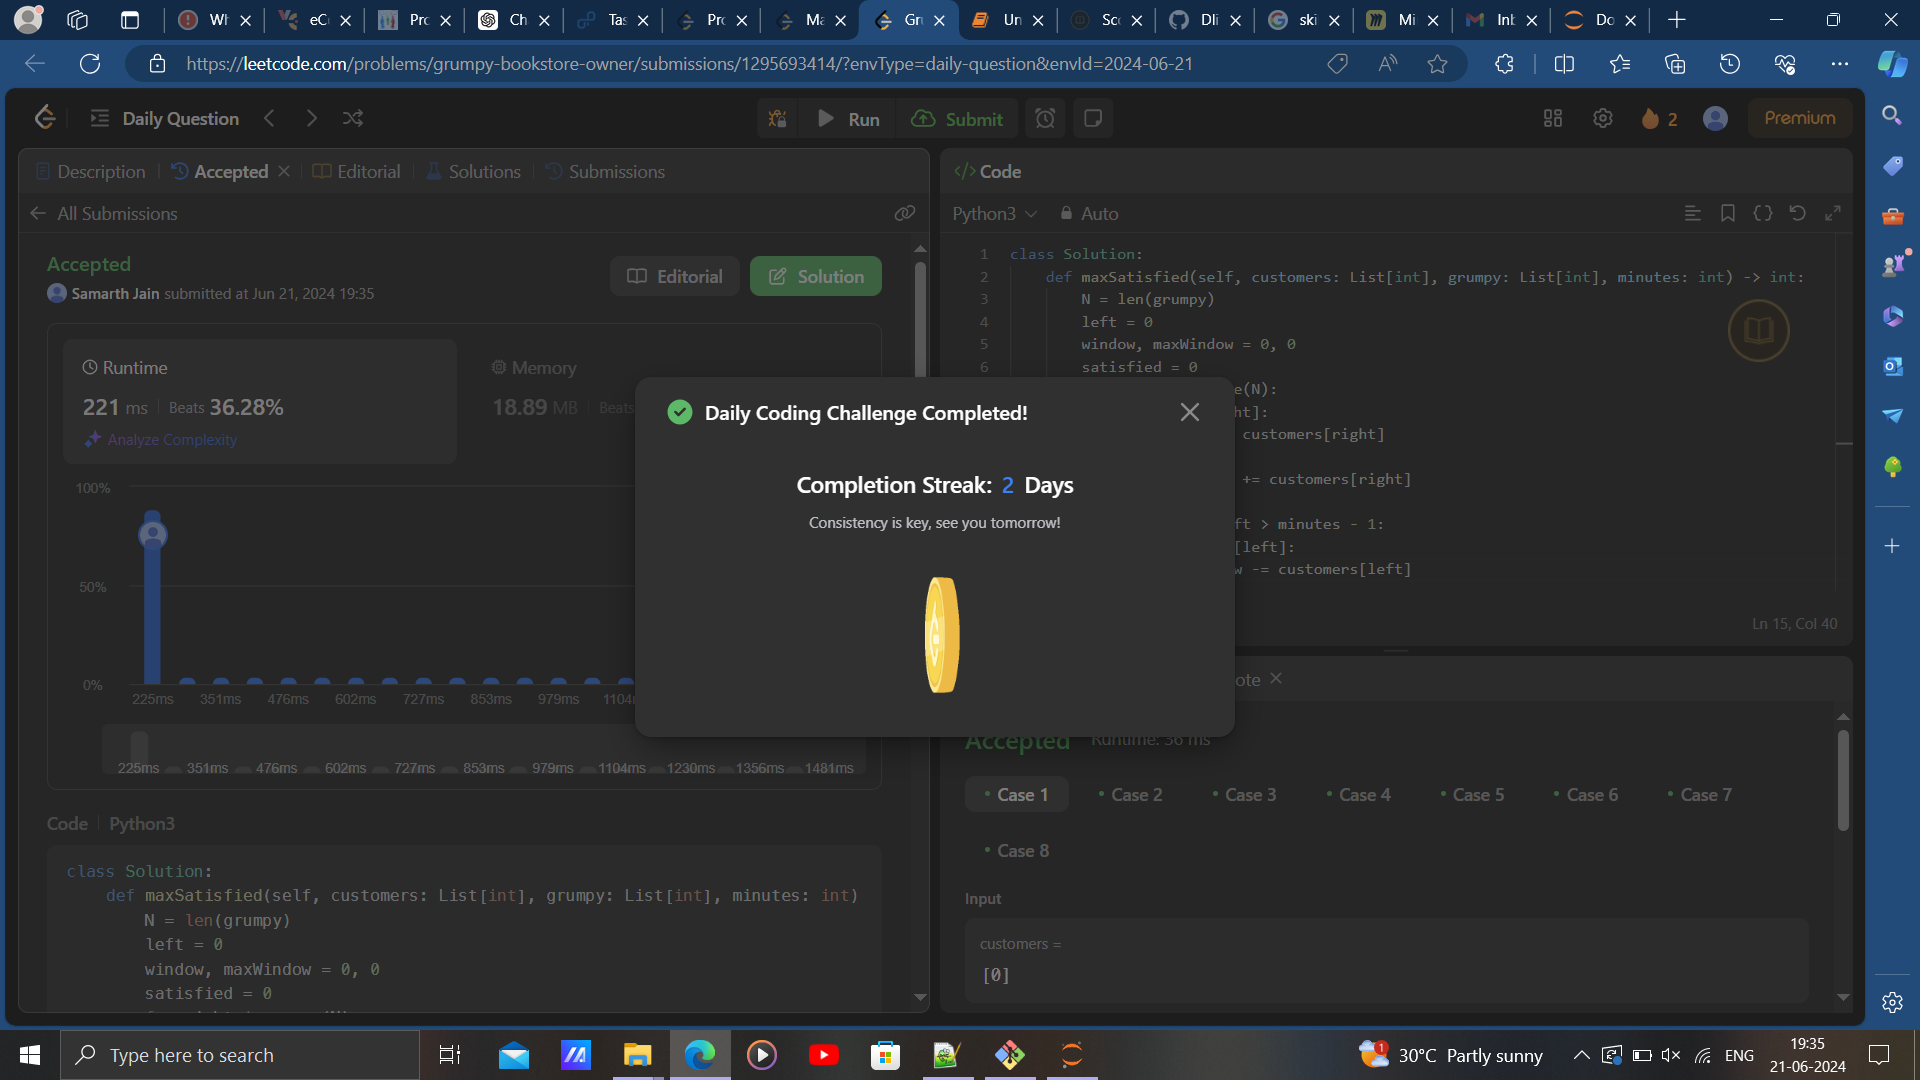 Wh
eC
Pro
Ch
Tas
Pro
Ma
Gru
Un
Sco
Dli
ski
Mi
Inb
Do
https://leetcode.com/problems/grumpy-bookstore-owner/submissions/1295693414/?envType=daily-question&envId=2024-06-21
Daily Question
Run
Submit
2
Premium
Description
Accepted
Editorial
Solutions
Submissions
All Submissions
Accepted
Samarth Jain submitted at Jun 21, 2024 19:35
Editorial
Solution
Runtime
221 ms
Beats 36.28%
Analyze Complexity
Memory
18.89 MB
Beats
100%
50%
0%
225ms 351ms 476ms 602ms 727ms 853ms 979ms
225ms 351ms 476ms 602ms 727ms 853ms 979ms 1104ms 1230ms 1356ms 1481ms
Code
Python3
class Solution:
def maxSatisfied(self, customers: List[int], grumpy: List[int], minutes: int)
N = len(grumpy)
left = 0
window, maxWindow = 0, 0
satisfied = 0
Daily Coding Challenge Completed!
Completion Streak: 2 Days
Consistency is key, see you tomorrow!
</> Code
Python3
Auto
1 class Solution:
2 def maxSatisfied(self, customers: List[int], grumpy: List[int], minutes: int) -> int:
3 N = len(grumpy)
4 left = 0
5 window, maxWindow = 0, 0
6 satisfied = 0
e(N):
ht]:
customers[right]
+= customers[right]
ft > minutes - 1:
[left]:
w -= customers[left]
Ln 15, Col 40
ote
Accepted
Runtime: 36 ms
Case 1
Case 2
Case 3
Case 4
Case 5
Case 6
Case 7
Case 8
Input
customers =
[0]
Type here to search
1
30°C Partly sunny
ENG
19:35
21-06-2024